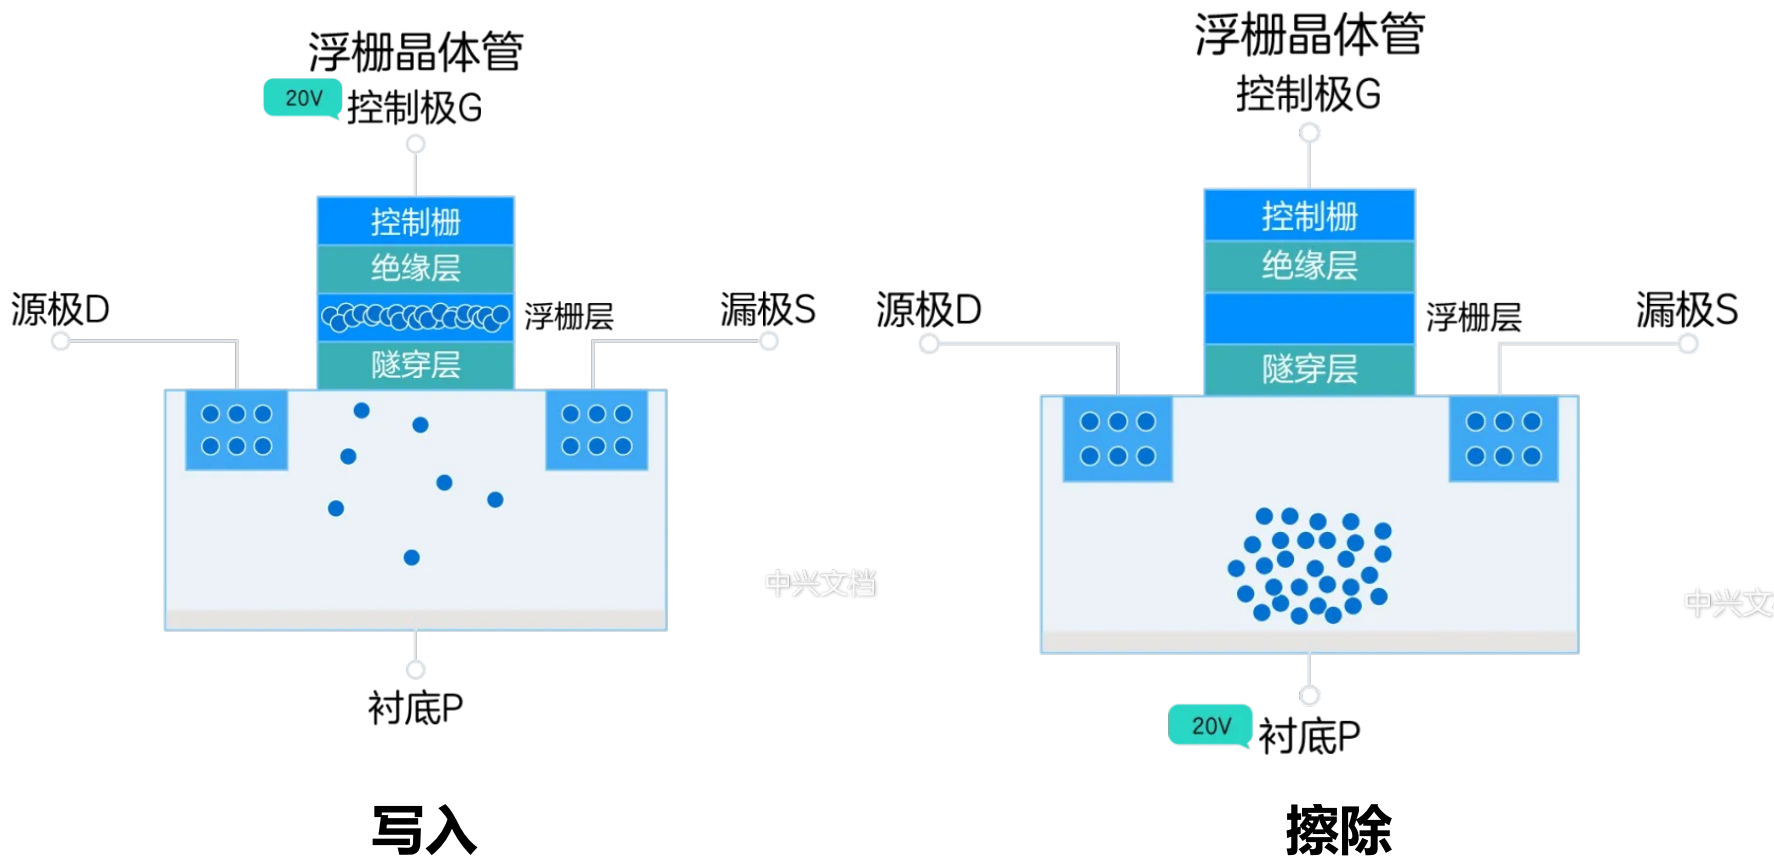 浮栅晶体管
20V
控制极G
控制栅
绝缘层
浮栅层
隧穿层
源极D
漏极S
衬底P
中兴文档
写入
浮栅晶体管
控制极G
控制栅
绝缘层
浮栅层
隧穿层
源极D
漏极S
20V
衬底P
中兴文
擦除